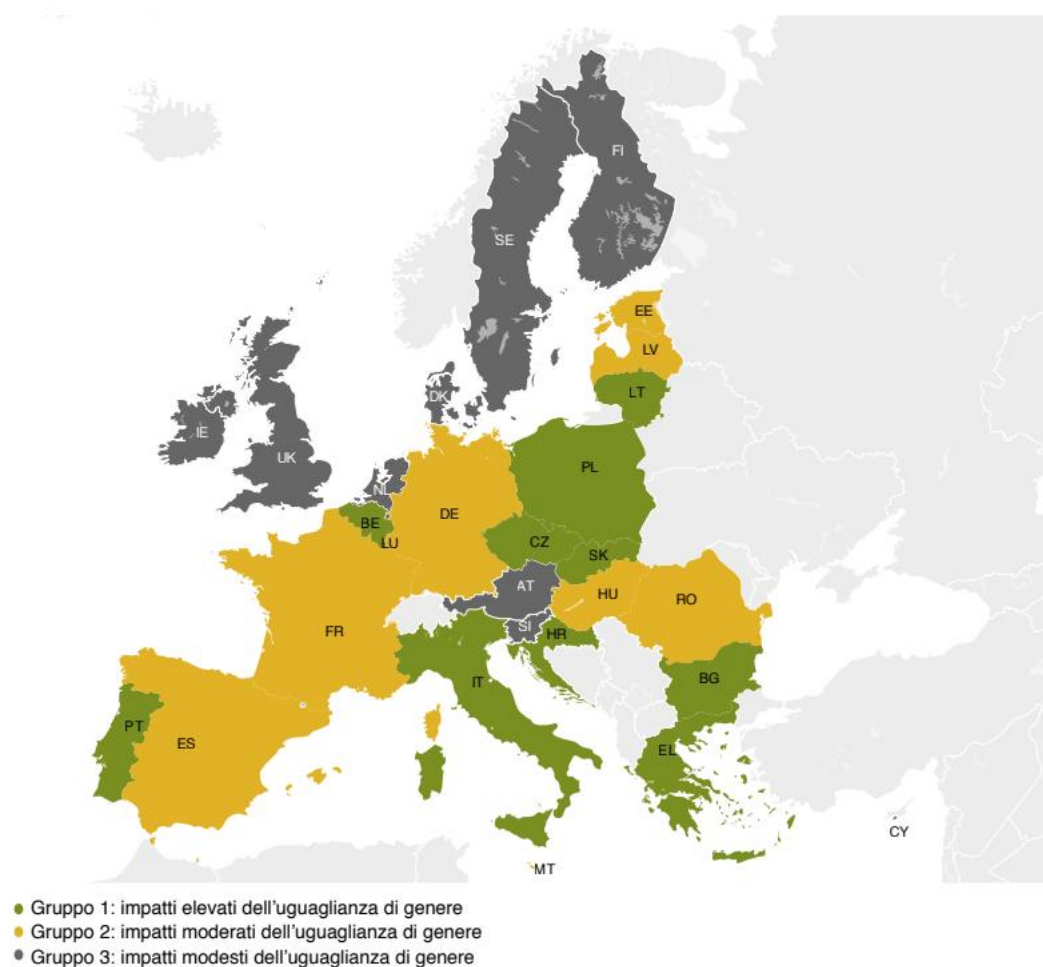 FI
SE
EE
LV
LT
DK
IE
UK
NL
PL
BE
DE
LU
CZ
SK
AT
HU
RO
SI
HR
FR
IT
BG
PT
ES
EL
CY
MT
Gruppo 1: impatti elevati dell'uguaglianza di genere
Gruppo 2: impatti moderati dell'uguaglianza di genere
Gruppo 3: impatti modesti dell'uguaglianza di genere